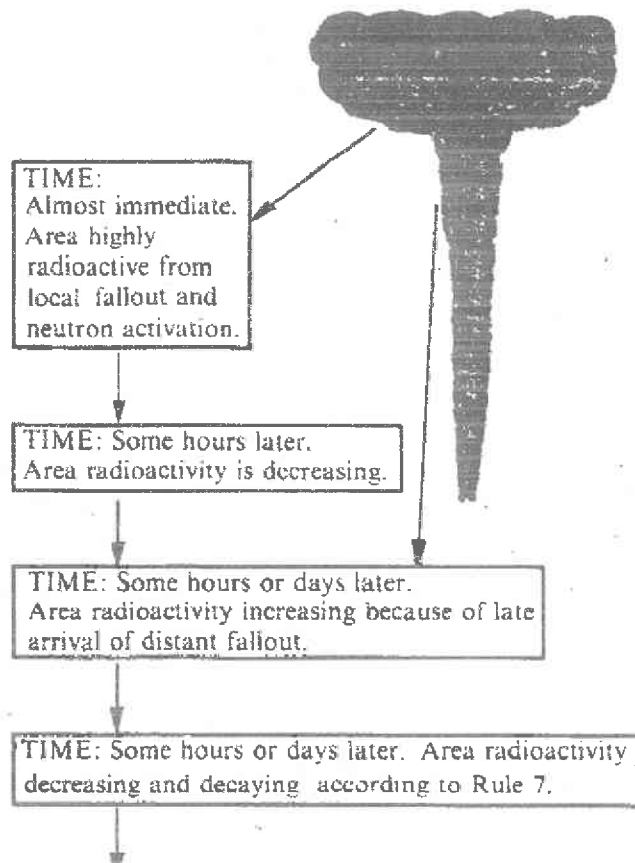 TIME:
Almost immediate.
Area highly
radioactive from
local fallout and
neutron activation.
TIME: Some hours later.
Area radioactivity is decreasing.
TIME: Some hours or days later.
Area radioactivity increasing because of late
arrival of distant fallout.
TIME: Some hours or days later. Area radioactivity
decreasing and decaying according to Rule 7.